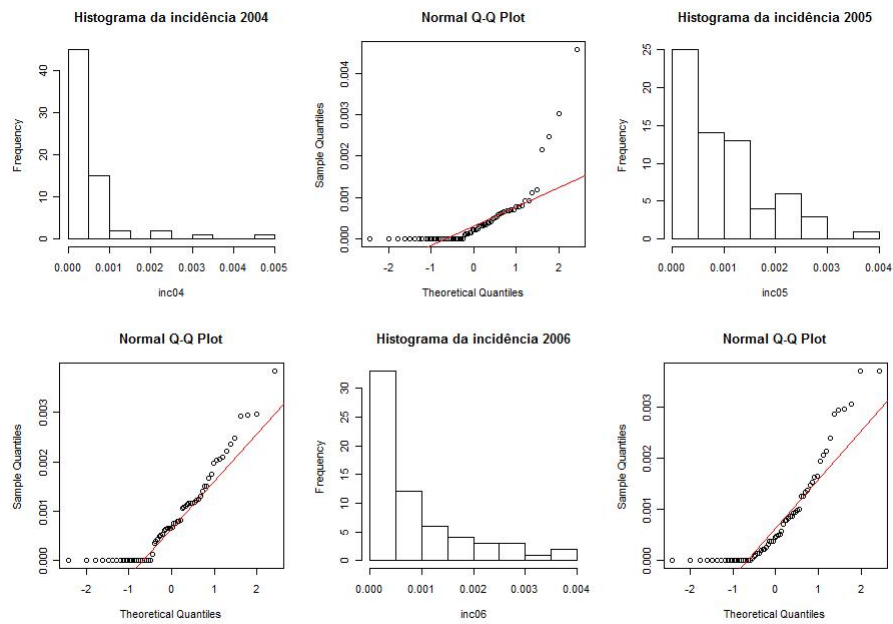 Histograma da incidência 2004
Frequency
0 10 20 30 40
0.000 0.001 0.002 0.003 0.004 0.005
inc04
Normal Q-Q Plot
Sample Quantiles
0.000 0.001 0.002 0.003 0.004
-2 -1 0 1 2
Theoretical Quantiles
Histograma da incidência 2005
Frequency
0 5 10 15 20 25
0.000 0.001 0.002 0.003 0.004
inc05
Normal Q-Q Plot
Sample Quantiles
0.000 0.001 0.002 0.003
-2 -1 0 1 2
Theoretical Quantiles
Histograma da incidência 2006
Frequency
0 5 10 15 20 25 30
0.000 0.001 0.002 0.003 0.004
inc06
Normal Q-Q Plot
Sample Quantiles
0.000 0.001 0.002 0.003
-2 -1 0 1 2
Theoretical Quantiles